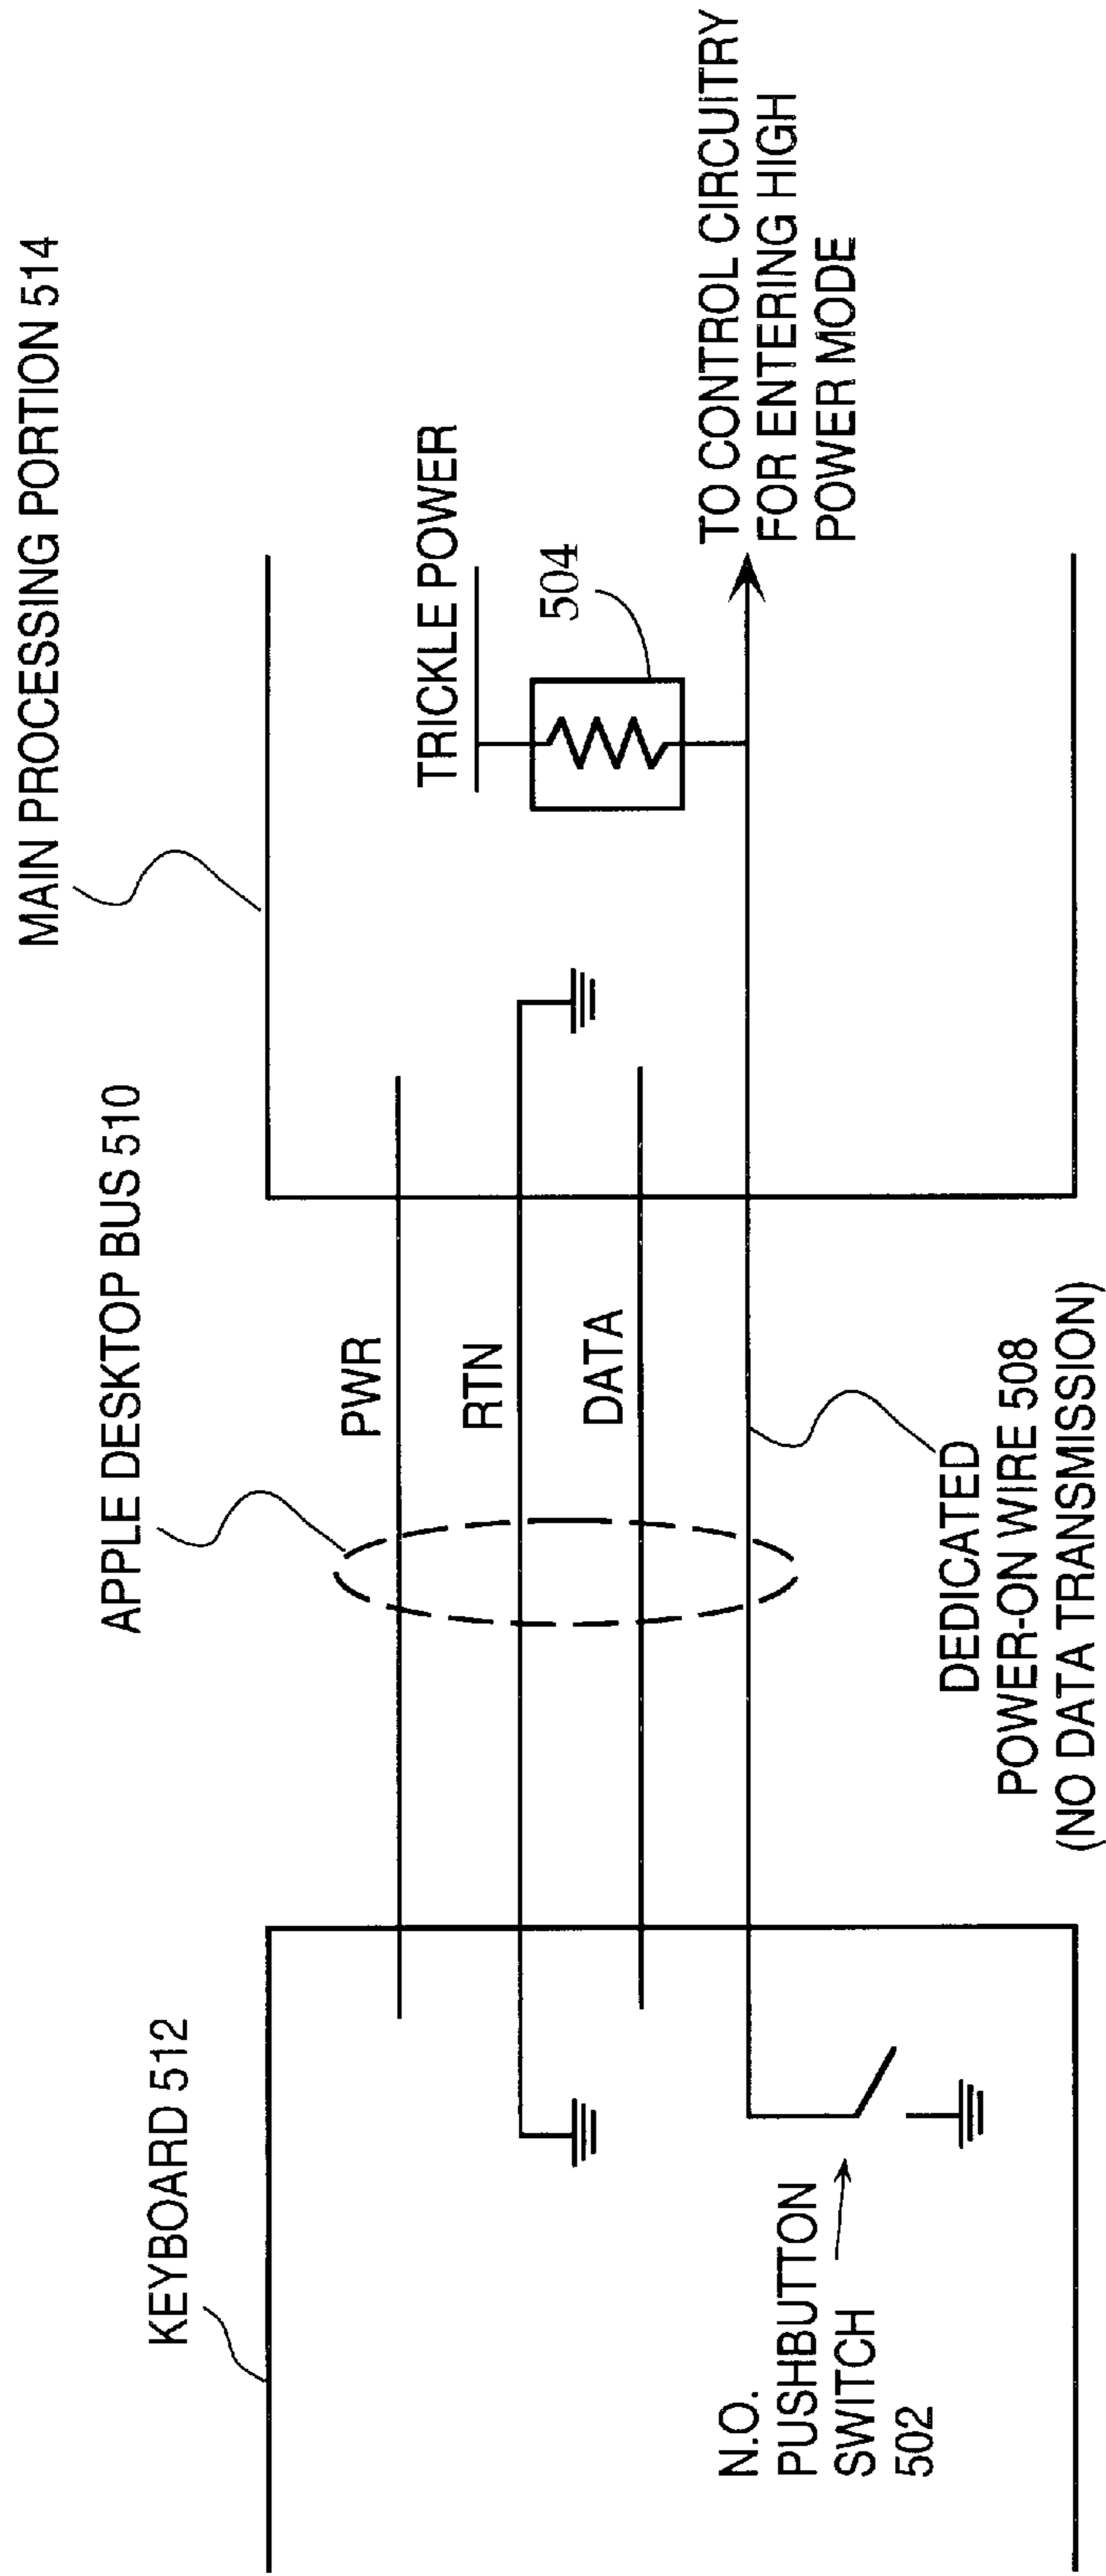 KEYBOARD 512
APPLE DESKTOP BUS 510
MAIN PROCESSING PORTION 514
PWR
RTN
DATA
TRICKLE POWER
504
N.O.
PUSHBUTTON
SWITCH
502
DEDICATED
POWER-ON WIRE 508
(NO DATA TRANSMISSION)
TO CONTROL CIRCUITRY
FOR ENTERING HIGH
POWER MODE